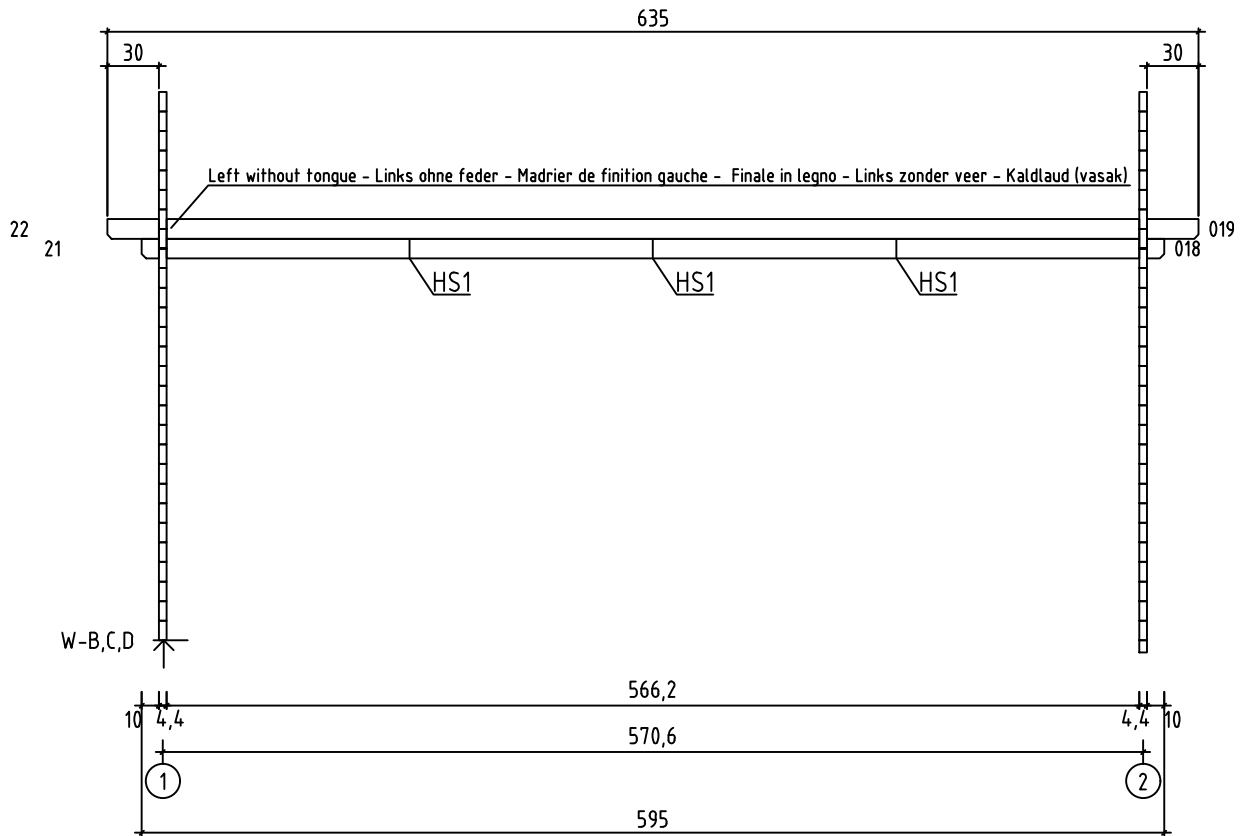 635
30 30
Left without tongue - Links ohne feder - Madrier de finition gauche - Finale in legno - Links zonder veer - Kaldlaud (vasak)
22 019
21 018
HS1 HS1 HS1
W-B,C,D
566,2
10 4,4 4,4 10
570,6
1 2
595